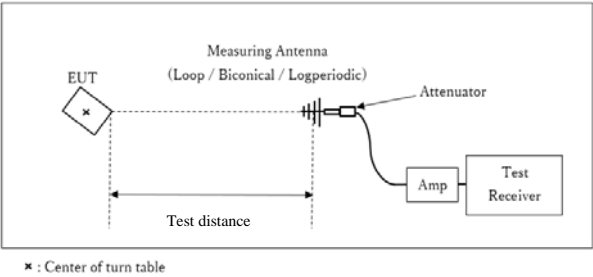 Measuring Antenna
(Loop / Biconical / Logperiodic)
EUT
Attenuator
Amp
Test
Receiver
Test distance
× : Center of turn table